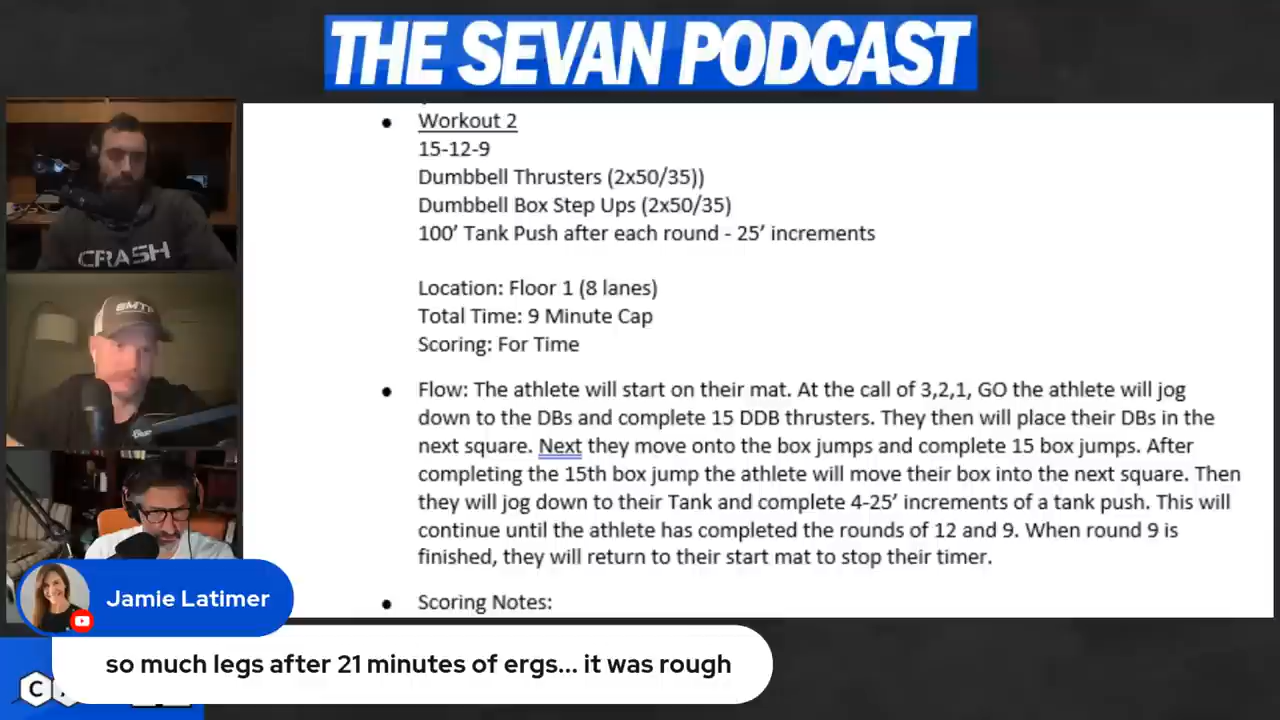 THE SEVAN PODCAST
Workout 2
15-12-9
Dumbbell Thrusters (2x50/35))
Dumbbell Box Step Ups (2x50/35)
100’ Tank Push after each round - 25’ increments
Location: Floor 1 (8 lanes)
Total Time: 9 Minute Cap
Scoring: For Time
Flow: The athlete will start on their mat. At the call of 3,2,1, GO the athlete will jog
down to the DBs and complete 15 DDB thrusters. They then will place their DBs in the
next square. Next they move onto the box jumps and complete 15 box jumps. After
completing the 15th box jump the athlete will move their box into the next square. Then
they will jog down to their Tank and complete 4-25’ increments of a tank push. This will
continue until the athlete has completed the rounds of 12 and 9. When round 9 is
finished, they will return to their start mat to stop their timer.
Scoring Notes:
CRASH
Jamie Latimer
so much legs after 21 minutes of ergs... it was rough
C